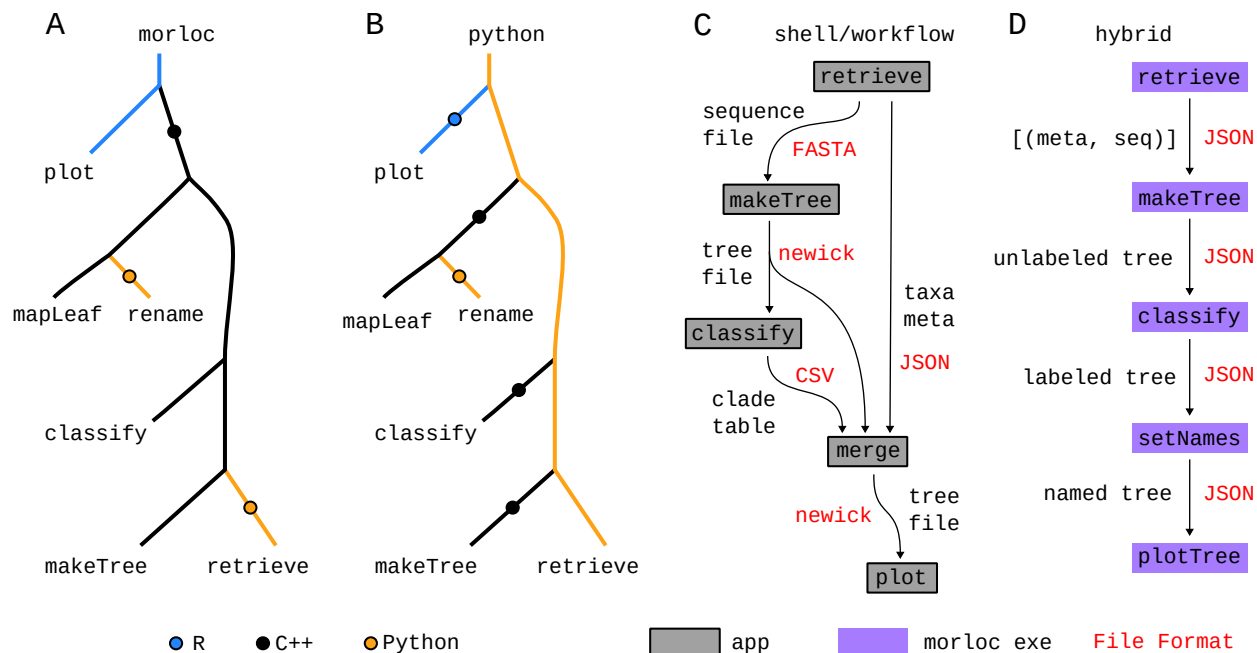 A
morloc
plot
mapLeaf
rename
classify
makeTree
retrieve
B
python
plot
mapLeaf
rename
classify
makeTree
retrieve
C
shell/workflow
retrieve
sequence
file
FASTA
makeTree
tree
file
newick
taxa
meta
JSON
classify
CSV
clade
table
merge
newick
tree
file
plot
D
hybrid
retrieve
[(meta, seq)]
JSON
makeTree
unlabeled tree
JSON
classify
labeled tree
JSON
setNames
named tree
JSON
plotTree
R
C++
Python
app
morloc exe
File Format